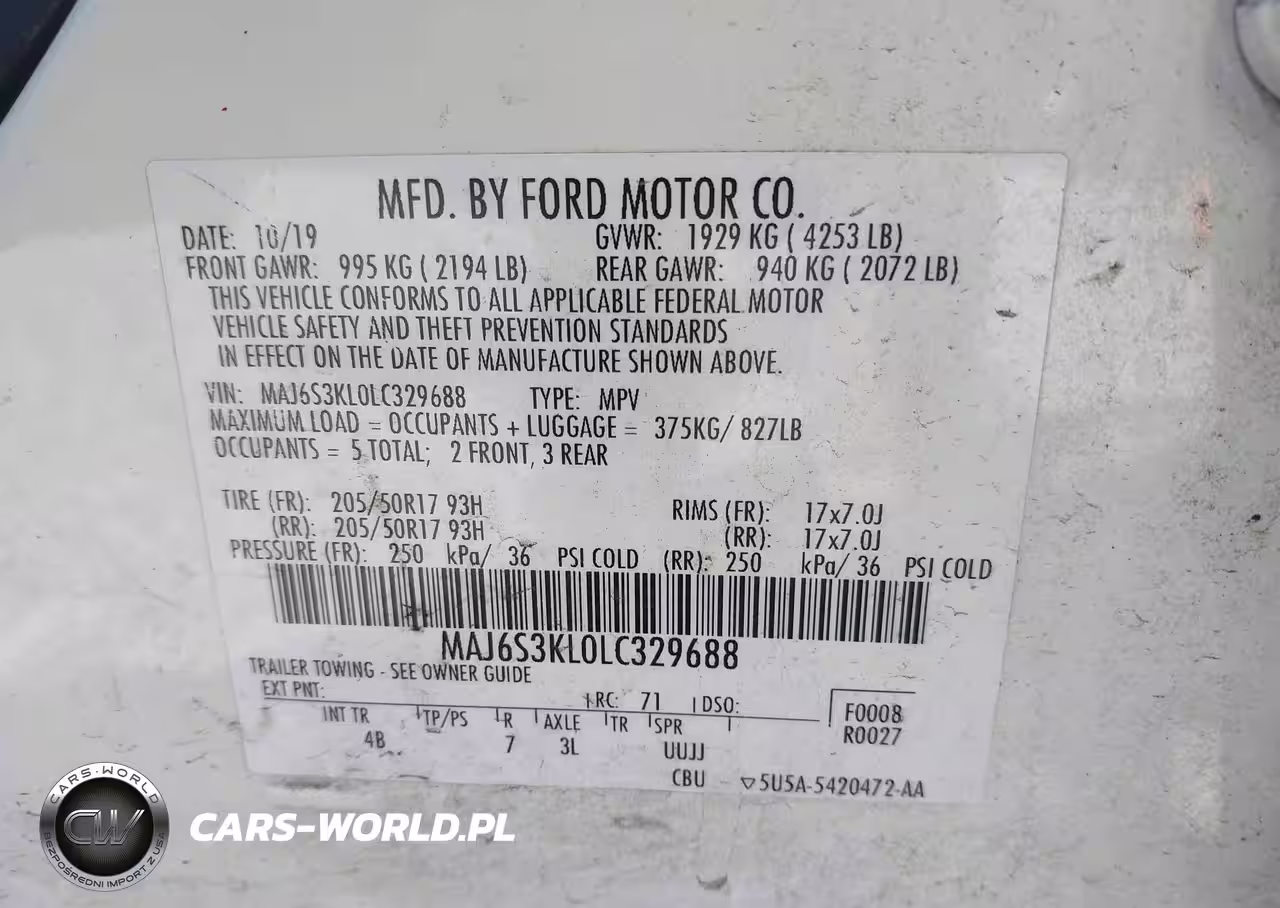 MFD. BY FORD MOTOR CO.
DATE: 10/19 GVWR: 1929 KG ( 4253 LB)
FRONT GAWR: 995 KG ( 2194 LB) REAR GAWR: 940 KG ( 2072 LB)
THIS VEHICLE CONFORMS TO ALL APPLICABLE FEDERAL MOTOR
VEHICLE SAFETY AND THEFT PREVENTION STANDARDS
IN EFFECT ON THE DATE OF MANUFACTURE SHOWN ABOVE.
VIN: MAJ6S3KL0LC329688 TYPE: MPV
MAXIMUM LOAD = OCCUPANTS + LUGGAGE = 375KG/ 827LB
OCCUPANTS = 5 TOTAL; 2 FRONT, 3 REAR
TIRE (FR): 205/50R17 93H RIMS (FR): 17x7.0J
(RR): 205/50R17 93H (RR): 17x7.0J
PRESSURE (FR): 250 kPa/ 36 PSI COLD (RR): 250 kPa/ 36 PSI COLD
MAJ6S3KL0LC329688
TRAILER TOWING - SEE OWNER GUIDE
EXT PNT: RC: 71 DSO:
INT TR TP/PS R AXLE TR SPR F0008
4B 7 3L UUJJ R0027
CBU ▽5U5A-5420472-AA
CARS-WORLD
CW
BEZPOŚREDNI IMPORT Z USA
CARS-WORLD.PL